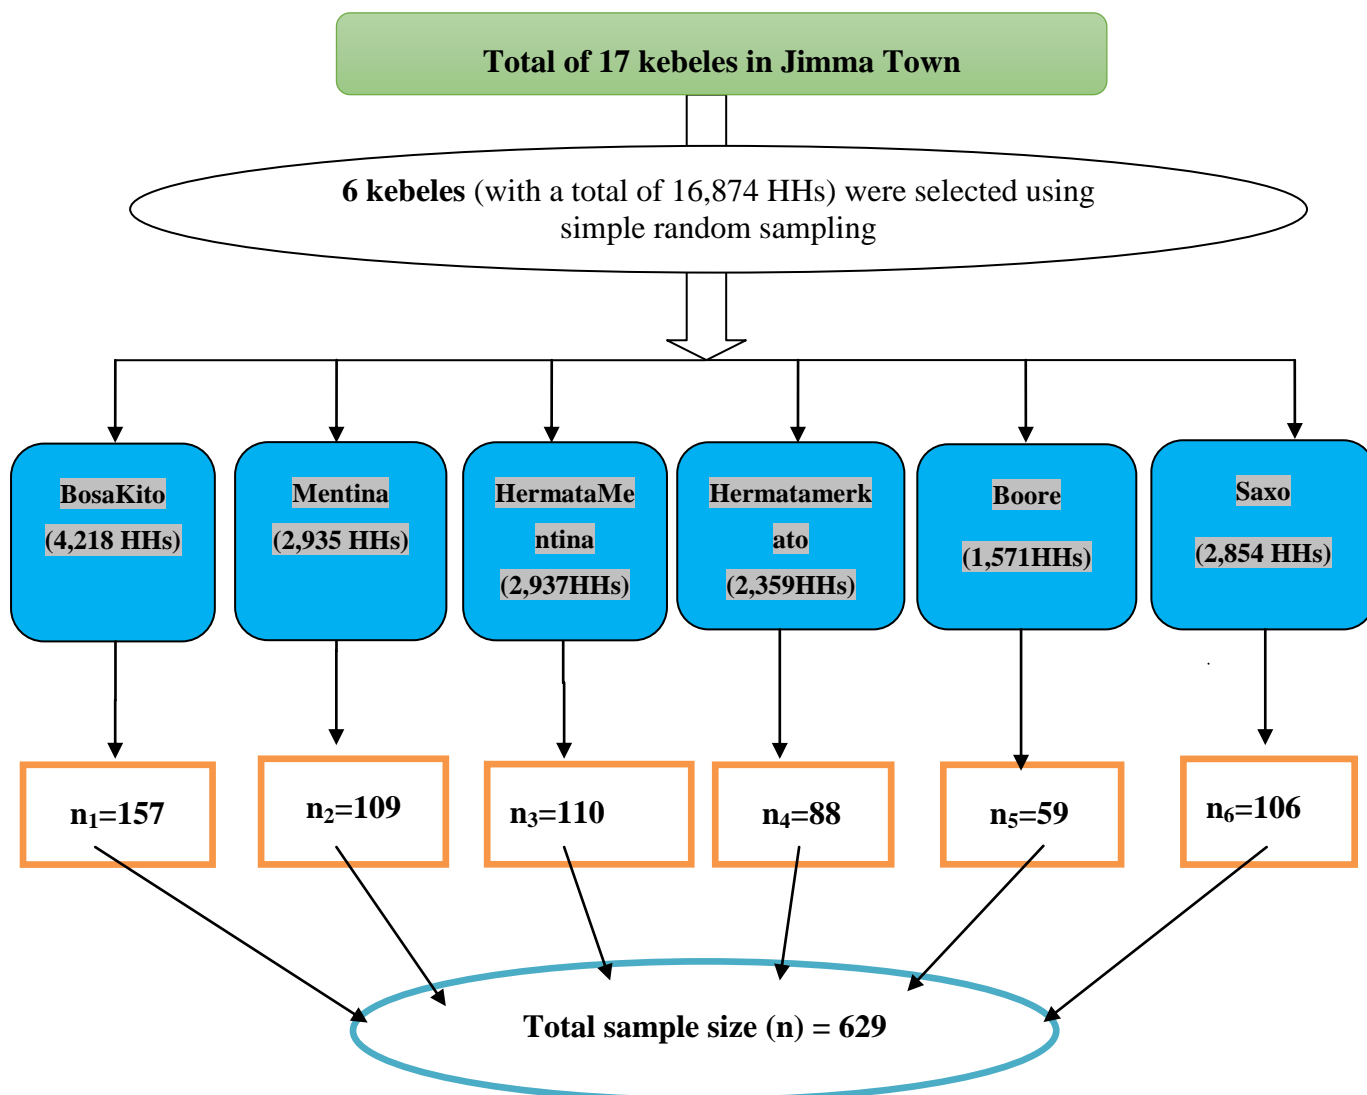 Total of 17 kebeles in Jimma Town
6 kebeles (with a total of 16,874 HHs) were selected using
simple random sampling
BosaKito
(4,218 HHs)
Mentina
(2,935 HHs)
HermataMe
ntina
(2,937HHs)
Hermatamerk
ato
(2,359HHs)
Boore
(1,571HHs)
Saxo
(2,854 HHs)
n₁=157
n₂=109
n₃=110
n₄=88
n₅=59
n₆=106
Total sample size (n) = 629